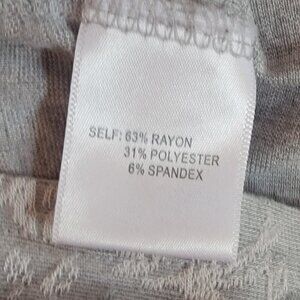 SELF: 63% RAYON
31% POLYESTER
6% SPANDEX